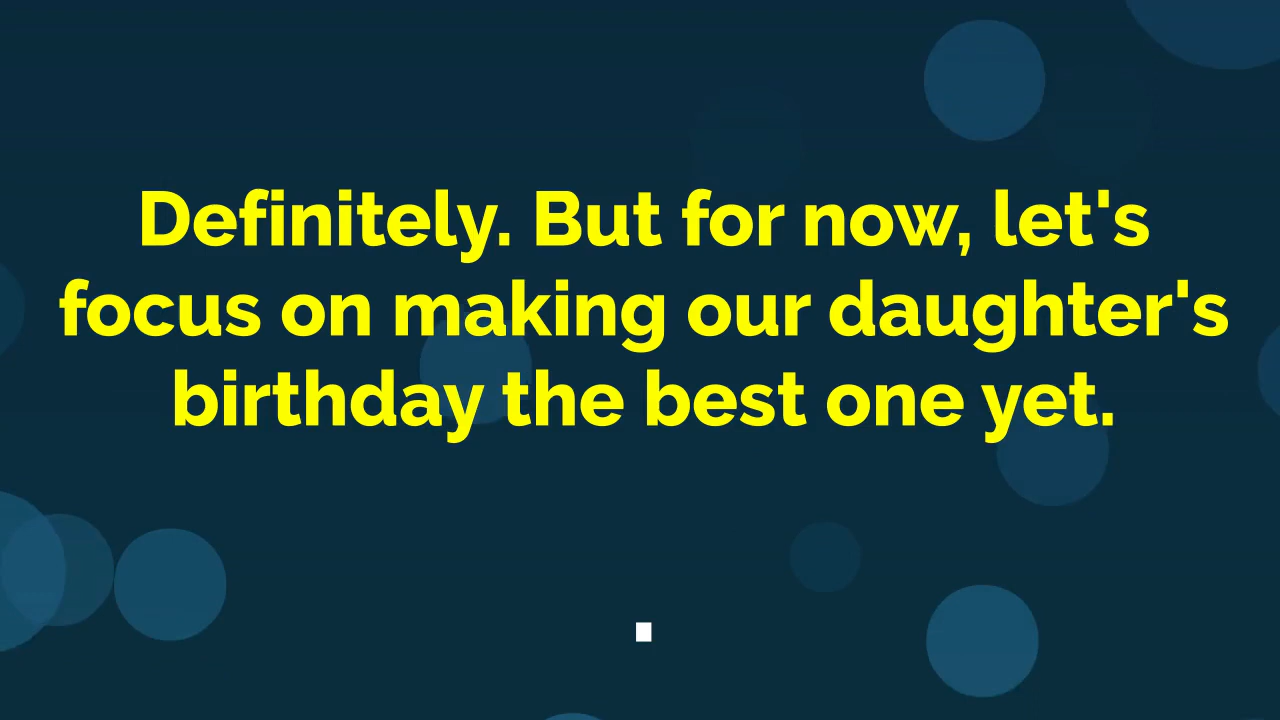 Definitely. But for now, let's
focus on making our daughter's
birthday the best one yet.